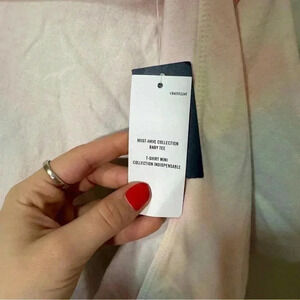 MUST HAVE COLLECTION
BABY TEE
T-SHIRT MINI
COLLECTION INDISPENSABLE